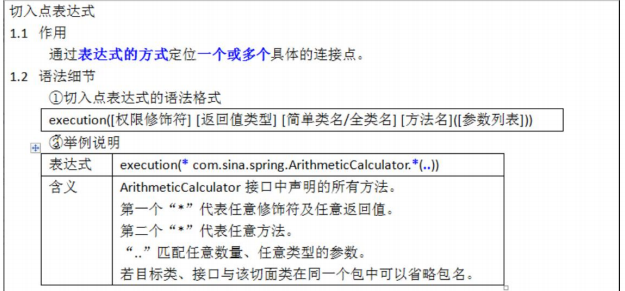 切入点表达式
1.1 作用
通过表达式的方式定位一个或多个具体的连接点。
1.2 语法细节
①切入点表达式的语法格式
execution([权限修饰符] [返回值类型] [简单类名/全类名] [方法名]([参数列表]))
③举例说明
表达式 execution(* com.sina.spring.ArithmeticCalculator.*(..))
含义 ArithmeticCalculator 接口中声明的所有方法。
第一个“*”代表任意修饰符及任意返回值。
第二个“*”代表任意方法。
“..”匹配任意数量、任意类型的参数。
若目标类、接口与该切面类在同一个包中可以省略包名。